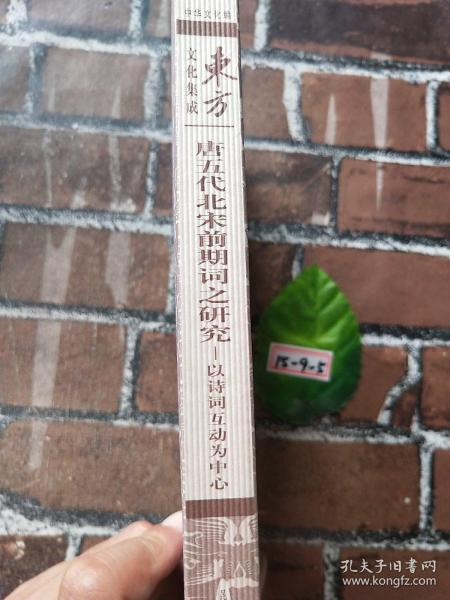 中华文化编
東方
文化集成
唐五代北宋前期词之研究
—以诗词互动为中心
15-9-5
孔夫子旧书网
www.kongfz.com